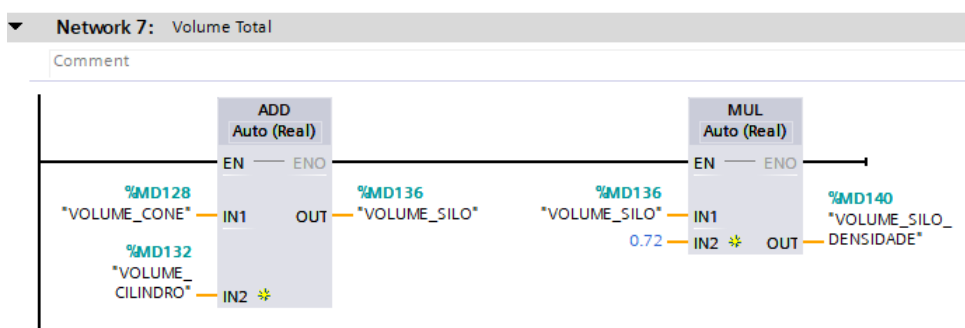 Network 7: Volume Total
Comment
ADD
Auto (Real)
EN ENO
%MD128
"VOLUME_CONE" IN1
OUT %MD136
"VOLUME_SILO"
%MD132
"VOLUME_
CILINDRO" IN2
MUL
Auto (Real)
EN ENO
%MD136
"VOLUME_SILO" IN1
0.72 IN2
OUT %MD140
"VOLUME_SILO_
DENSIDADE"